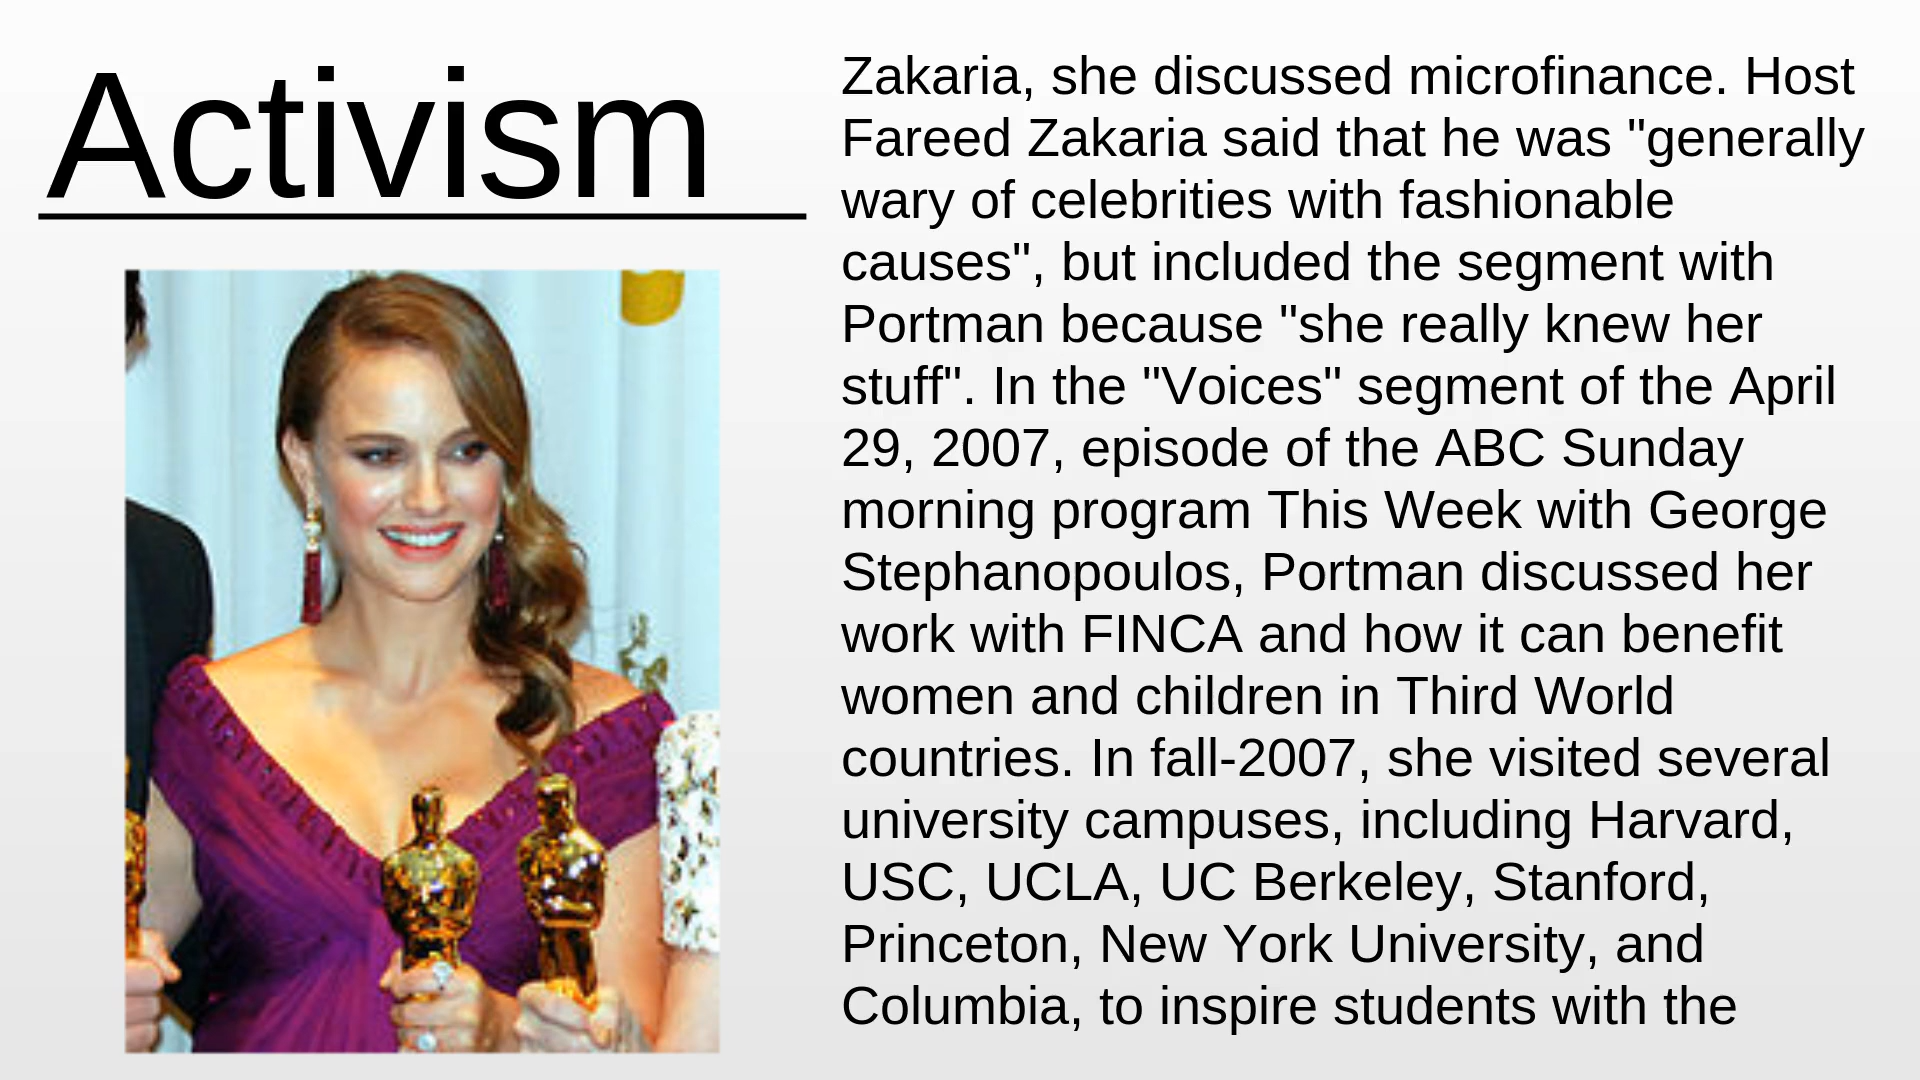 Activism
Zakaria, she discussed microfinance. Host
Fareed Zakaria said that he was "generally
wary of celebrities with fashionable
causes", but included the segment with
Portman because "she really knew her
stuff". In the "Voices" segment of the April
29, 2007, episode of the ABC Sunday
morning program This Week with George
Stephanopoulos, Portman discussed her
work with FINCA and how it can benefit
women and children in Third World
countries. In fall-2007, she visited several
university campuses, including Harvard,
USC, UCLA, UC Berkeley, Stanford,
Princeton, New York University, and
Columbia, to inspire students with the